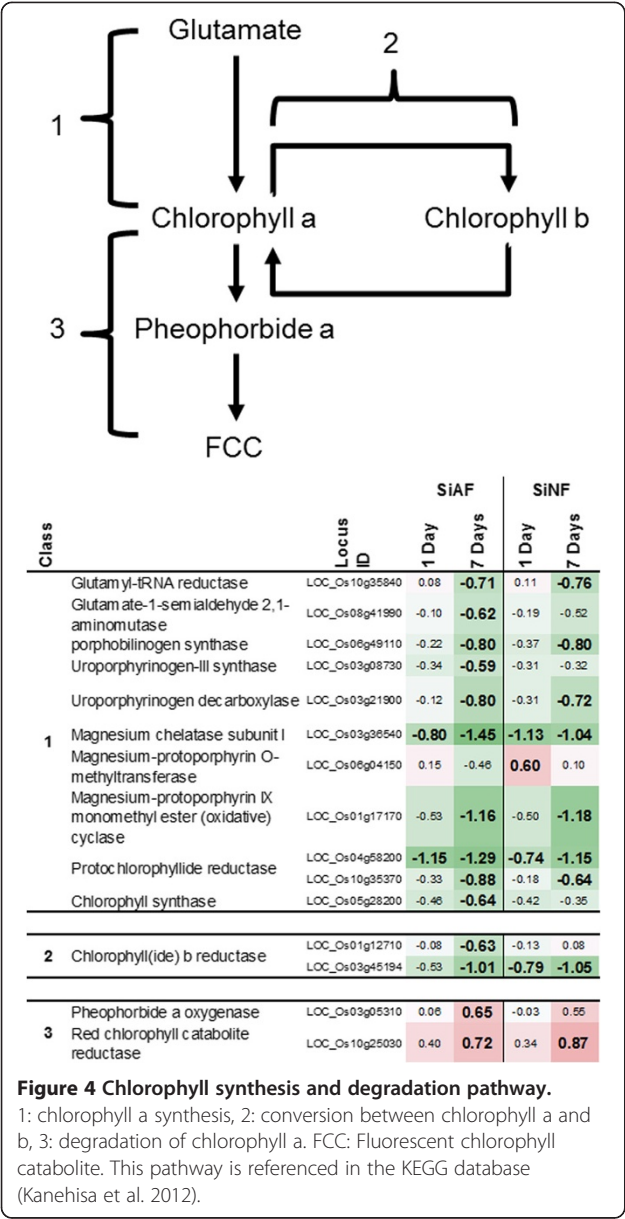 Glutamate
2
1
Chlorophyll a
Chlorophyll b
3
Pheophorbide a
FCC
SiAF SiNF
Class Locus ID 1 Day 7 Days 1 Day 7 Days
Glutamyl-tRNA reductase LOC_Os10g35840 0.08 -0.71 0.11 -0.76
Glutamate-1-semialdehyde 2,1-
aminomutase LOC_Os08g41990 -0.10 -0.62 -0.19 -0.52
porphobilinogen synthase LOC_Os06g49110 -0.22 -0.80 -0.37 -0.80
Uroporphyrinogen-III synthase LOC_Os03g08730 -0.34 -0.59 -0.31 -0.32
Uroporphyrinogen decarboxylase LOC_Os03g21900 -0.12 -0.80 -0.31 -0.72
1 Magnesium chelatase subunit I LOC_Os03g36540 -0.80 -1.45 -1.13 -1.04
Magnesium-protoporphyrin O-
methyltransferase LOC_Os06g04150 0.15 -0.46 0.60 0.10
Magnesium-protoporphyrin IX
monomethyl ester (oxidative) LOC_Os01g17170 -0.53 -1.16 -0.50 -1.18
cyclase
Protochlorophyllide reductase LOC_Os04g58200 -1.15 -1.29 -0.74 -1.15
LOC_Os10g35370 -0.33 -0.88 -0.18 -0.64
Chlorophyll synthase LOC_Os05g28200 -0.46 -0.64 -0.42 -0.35
2 Chlorophyll(ide) b reductase LOC_Os01g12710 -0.08 -0.63 -0.13 0.08
LOC_Os03g45194 -0.53 -1.01 -0.79 -1.05
Pheophorbide a oxygenase LOC_Os03g05310 0.06 0.65 -0.03 0.55
3 Red chlorophyll catabolite
reductase LOC_Os10g25030 0.40 0.72 0.34 0.87
Figure 4 Chlorophyll synthesis and degradation pathway.
1: chlorophyll a synthesis, 2: conversion between chlorophyll a and
b, 3: degradation of chlorophyll a. FCC: Fluorescent chlorophyll
catabolite. This pathway is referenced in the KEGG database
(Kanehisa et al. 2012).